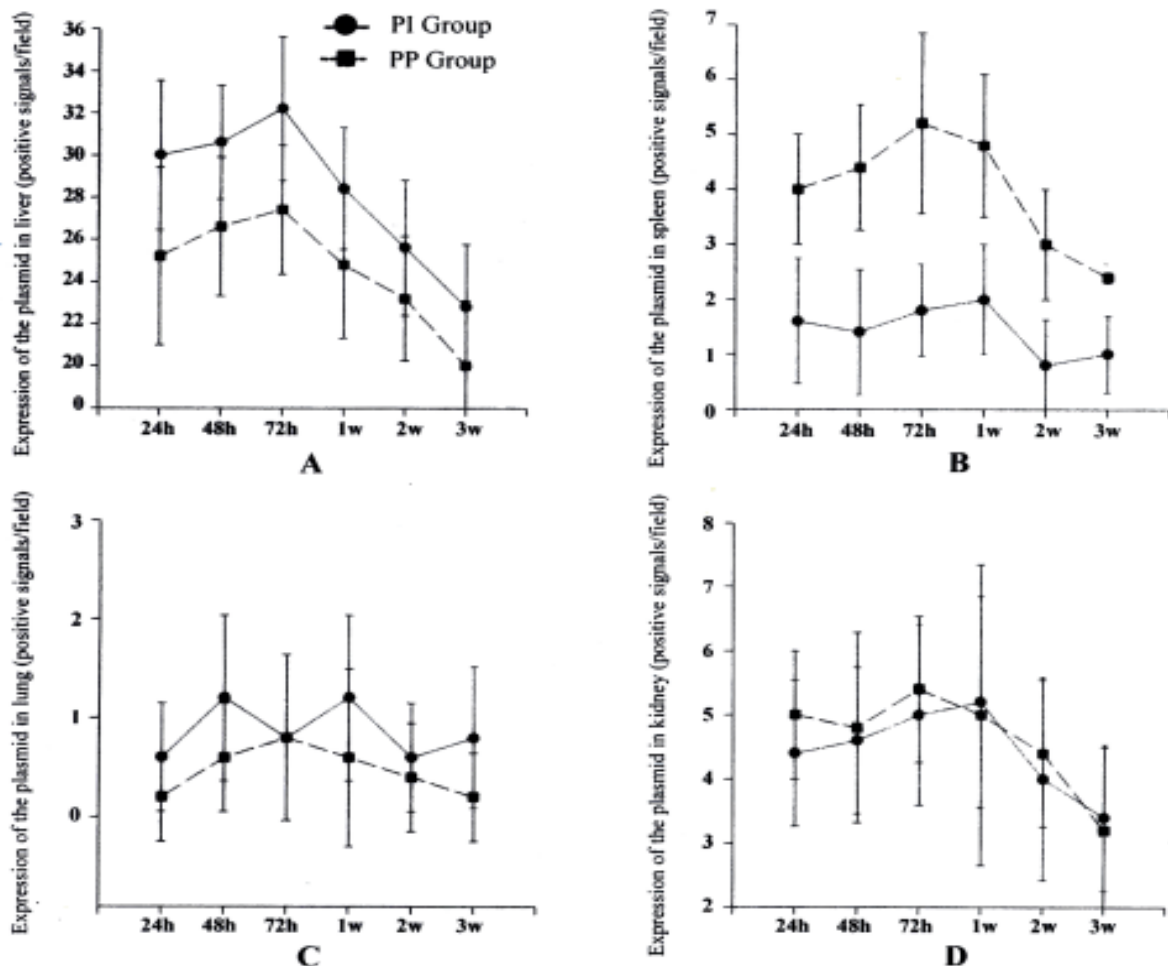 Expression of the plasmid in liver (positive signals/field)
36
34
32
30
28
26
24
22
20
0
24h 48h 72h 1w 2w 3w
A
PI Group
PP Group
Expression of the plasmid in spleen (positive signals/field)
7
6
5
4
3
2
1
0
24h 48h 72h 1w 2w 3w
B
Expression of the plasmid in lung (positive signals/field)
3
2
1
0
24h 48h 72h 1w 2w 3w
C
Expression of the plasmid in kidney (positive signals/field)
8
7
6
5
4
3
2
24h 48h 72h 1w 2w 3w
D